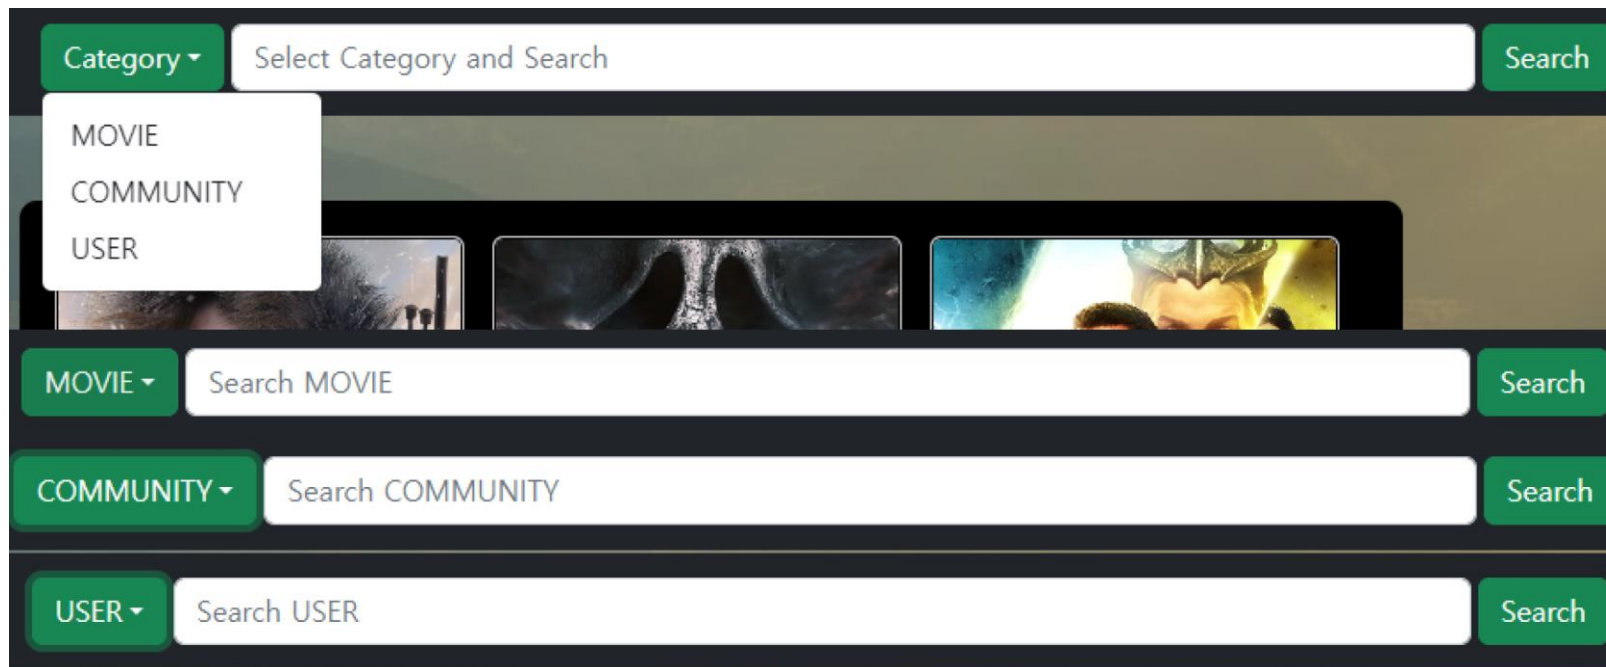 Category Select Category and Search Search
MOVIE
COMMUNITY
USER
MOVIE Search MOVIE Search
COMMUNITY Search COMMUNITY Search
USER Search USER Search